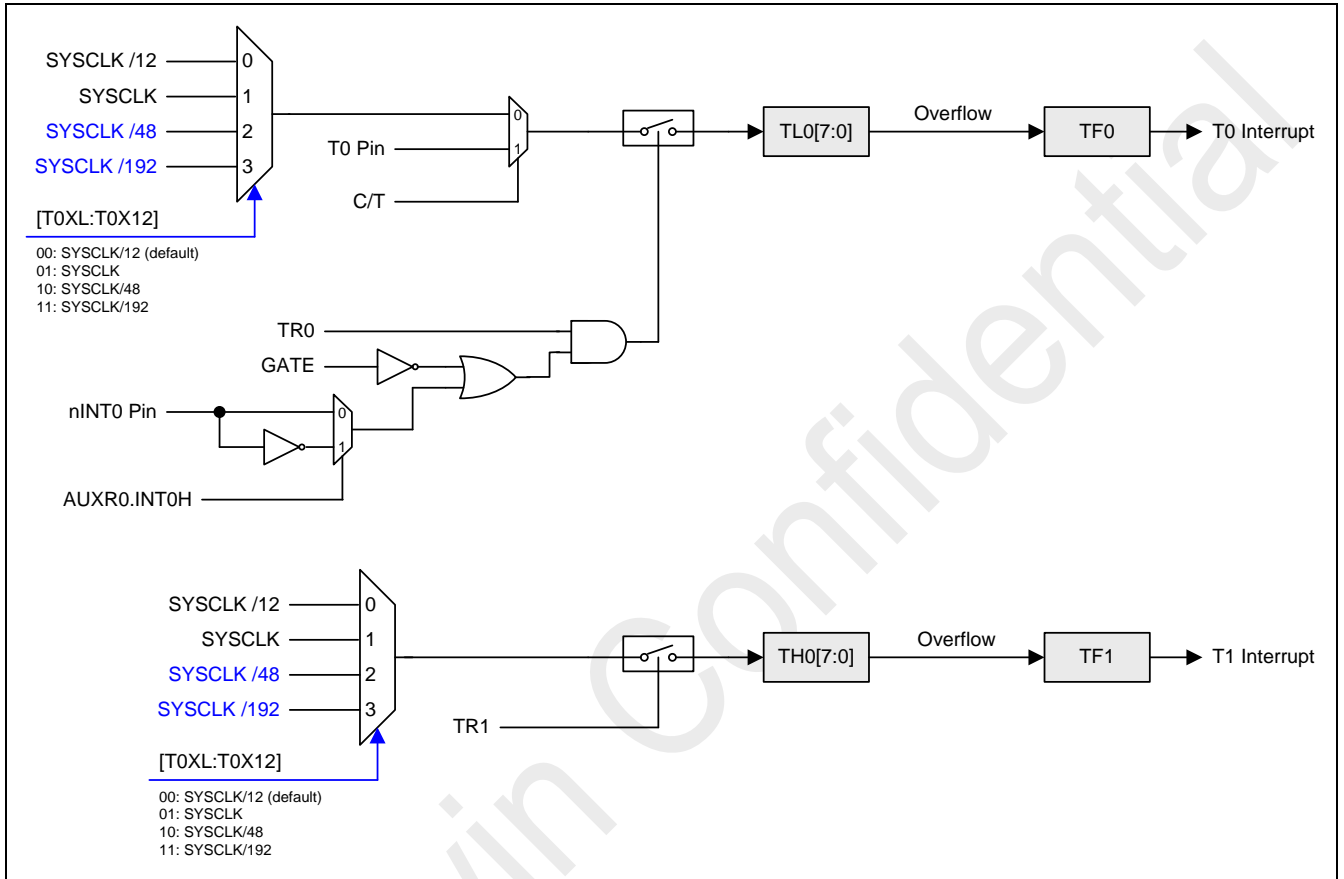 SYSCLK /12
0
SYSCLK
1
SYSCLK /48
2
SYSCLK /192
3
[T0XL:T0X12]
00: SYSCLK/12 (default)
01: SYSCLK
10: SYSCLK/48
11: SYSCLK/192
0
T0 Pin
1
C/T
TL0[7:0]
Overflow
TF0
T0 Interrupt
TR0
GATE
nINT0 Pin
0
1
AUXR0.INT0H
SYSCLK /12
0
SYSCLK
1
SYSCLK /48
2
SYSCLK /192
3
[T0XL:T0X12]
00: SYSCLK/12 (default)
01: SYSCLK
10: SYSCLK/48
11: SYSCLK/192
TR1
TH0[7:0]
Overflow
TF1
T1 Interrupt
in Confidential